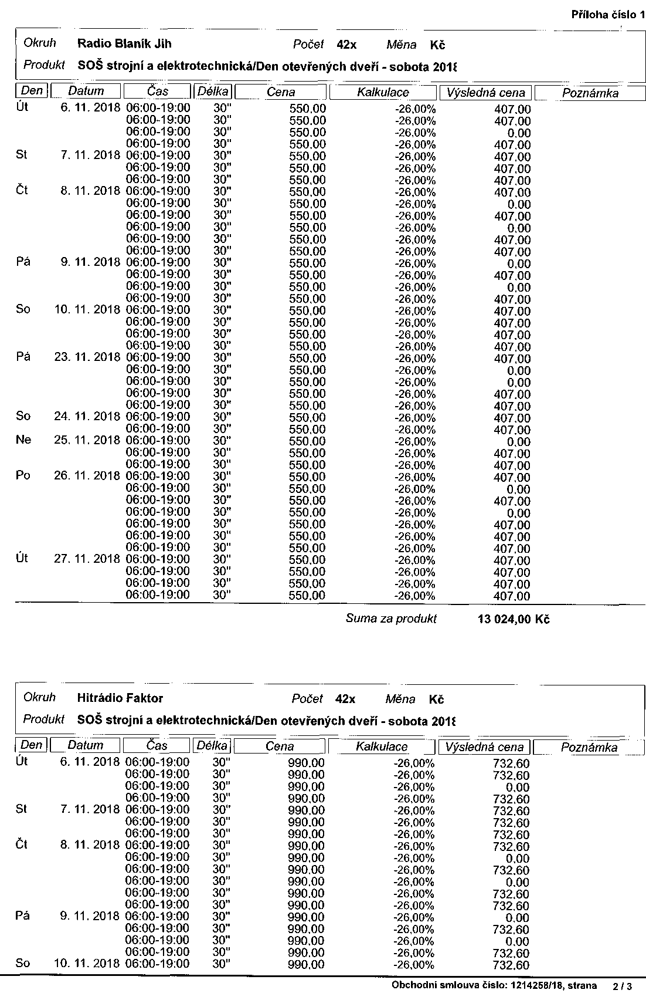 Příloha číslo 1
Okruh Radio Blaník Jih Počet 42x Měna Kč
Produkt SOŠ strojní a elektrotechnická/Den otevřených dveří - sobota 2018
Den Datum Čas Délka Cena Kalkulace Výsledná cena Poznámka
Út 6. 11. 2018 06:00-19:00 30" 550,00 -26,00% 407,00
06:00-19:00 30" 550,00 -26,00% 407,00
06:00-19:00 30" 550,00 -26,00% 0,00
06:00-19:00 30" 550,00 -26,00% 407,00
St 7. 11. 2018 06:00-19:00 30" 550,00 -26,00% 407,00
06:00-19:00 30" 550,00 -26,00% 407,00
06:00-19:00 30" 550,00 -26,00% 407,00
Čt 8. 11. 2018 06:00-19:00 30" 550,00 -26,00% 407,00
06:00-19:00 30" 550,00 -26,00% 0,00
06:00-19:00 30" 550,00 -26,00% 407,00
06:00-19:00 30" 550,00 -26,00% 0,00
06:00-19:00 30" 550,00 -26,00% 407,00
06:00-19:00 30" 550,00 -26,00% 407,00
Pá 9. 11. 2018 06:00-19:00 30" 550,00 -26,00% 0,00
06:00-19:00 30" 550,00 -26,00% 407,00
06:00-19:00 30" 550,00 -26,00% 0,00
06:00-19:00 30" 550,00 -26,00% 407,00
So 10. 11. 2018 06:00-19:00 30" 550,00 -26,00% 407,00
06:00-19:00 30" 550,00 -26,00% 407,00
06:00-19:00 30" 550,00 -26,00% 407,00
06:00-19:00 30" 550,00 -26,00% 407,00
Pá 23. 11. 2018 06:00-19:00 30" 550,00 -26,00% 407,00
06:00-19:00 30" 550,00 -26,00% 0,00
06:00-19:00 30" 550,00 -26,00% 0,00
06:00-19:00 30" 550,00 -26,00% 407,00
06:00-19:00 30" 550,00 -26,00% 407,00
So 24. 11. 2018 06:00-19:00 30" 550,00 -26,00% 407,00
06:00-19:00 30" 550,00 -26,00% 407,00
Ne 25. 11. 2018 06:00-19:00 30" 550,00 -26,00% 0,00
06:00-19:00 30" 550,00 -26,00% 407,00
06:00-19:00 30" 550,00 -26,00% 407,00
Po 26. 11. 2018 06:00-19:00 30" 550,00 -26,00% 407,00
06:00-19:00 30" 550,00 -26,00% 0,00
06:00-19:00 30" 550,00 -26,00% 407,00
06:00-19:00 30" 550,00 -26,00% 0,00
06:00-19:00 30" 550,00 -26,00% 407,00
06:00-19:00 30" 550,00 -26,00% 407,00
06:00-19:00 30" 550,00 -26,00% 407,00
Út 27. 11. 2018 06:00-19:00 30" 550,00 -26,00% 407,00
06:00-19:00 30" 550,00 -26,00% 407,00
06:00-19:00 30" 550,00 -26,00% 407,00
06:00-19:00 30" 550,00 -26,00% 407,00
Suma za produkt 13 024,00 Kč
Okruh Hitrádio Faktor Počet 42x Měna Kč
Produkt SOŠ strojní a elektrotechnická/Den otevřených dveří - sobota 2018
Den Datum Čas Délka Cena Kalkulace Výsledná cena Poznámka
Út 6. 11. 2018 06:00-19:00 30" 990,00 -26,00% 732,60
06:00-19:00 30" 990,00 -26,00% 732,60
06:00-19:00 30" 990,00 -26,00% 0,00
06:00-19:00 30" 990,00 -26,00% 732,60
St 7. 11. 2018 06:00-19:00 30" 990,00 -26,00% 732,60
06:00-19:00 30" 990,00 -26,00% 732,60
06:00-19:00 30" 990,00 -26,00% 732,60
Čt 8. 11. 2018 06:00-19:00 30" 990,00 -26,00% 732,60
06:00-19:00 30" 990,00 -26,00% 0,00
06:00-19:00 30" 990,00 -26,00% 732,60
06:00-19:00 30" 990,00 -26,00% 0,00
06:00-19:00 30" 990,00 -26,00% 732,60
06:00-19:00 30" 990,00 -26,00% 732,60
Pá 9. 11. 2018 06:00-19:00 30" 990,00 -26,00% 0,00
06:00-19:00 30" 990,00 -26,00% 732,60
06:00-19:00 30" 990,00 -26,00% 0,00
06:00-19:00 30" 990,00 -26,00% 732,60
So 10. 11. 2018 06:00-19:00 30" 990,00 -26,00% 732,60
Obchodní smlouva číslo: 1214258/18, strana 2 / 3